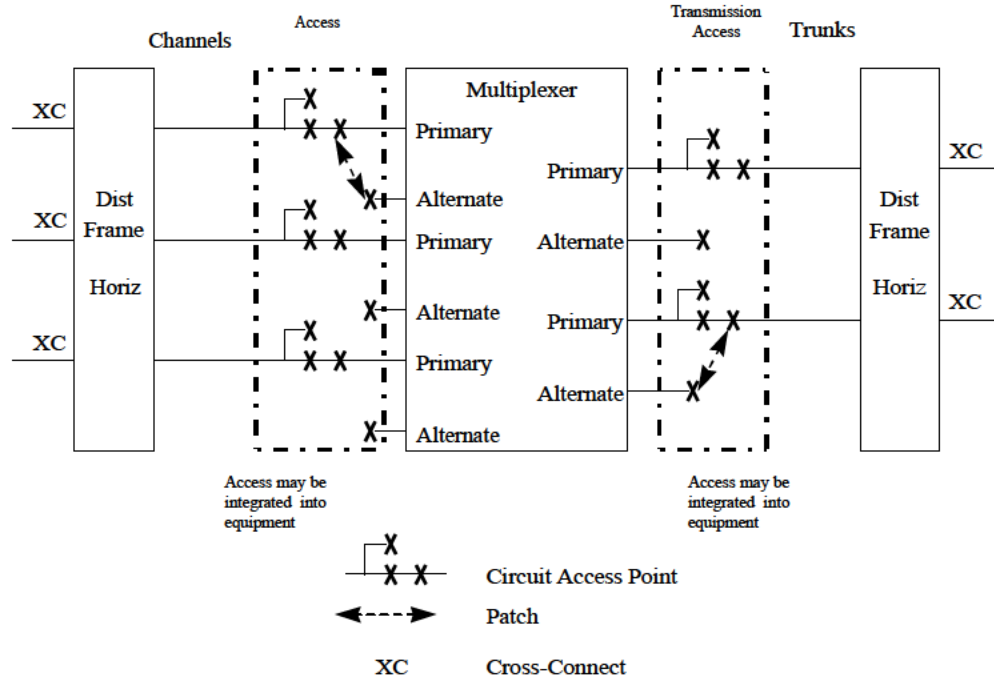 Channels
Access
Transmission
Access
Trunks
XC
XC
XC
Dist
Frame
Horiz
Multiplexer
Primary
Alternate
Primary
Alternate
Primary
Alternate
Primary
Alternate
Primary
Alternate
Dist
Frame
Horiz
XC
XC
Access may be
integrated into
equipment
Access may be
integrated into
equipment
Circuit Access Point
Patch
XC Cross-Connect